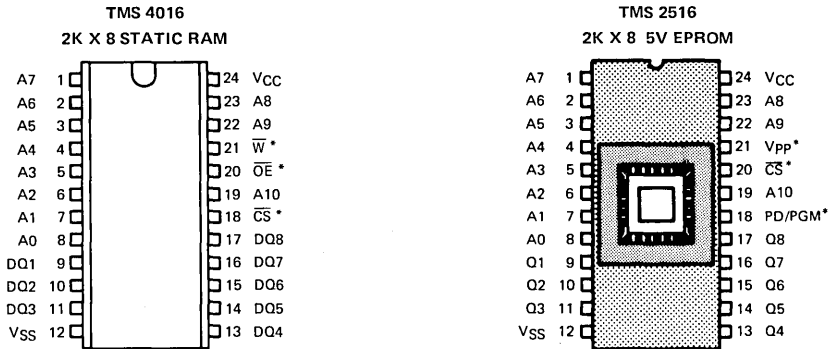 TMS 4016
2K X 8 STATIC RAM
A7 1 24 VCC
A6 2 23 A8
A5 3 22 A9
A4 4 21 W̅ *
A3 5 20 O̅E̅ *
A2 6 19 A10
A1 7 18 C̅S̅ *
A0 8 17 DQ8
DQ1 9 16 DQ7
DQ2 10 15 DQ6
DQ3 11 14 DQ5
VSS 12 13 DQ4
TMS 2516
2K X 8 5V EPROM
A7 1 24 VCC
A6 2 23 A8
A5 3 22 A9
A4 4 21 VPP*
A3 5 20 C̅S̅*
A2 6 19 A10
A1 7 18 PD/PGM*
A0 8 17 Q8
Q1 9 16 Q7
Q2 10 15 Q6
Q3 11 14 Q5
VSS 12 13 Q4